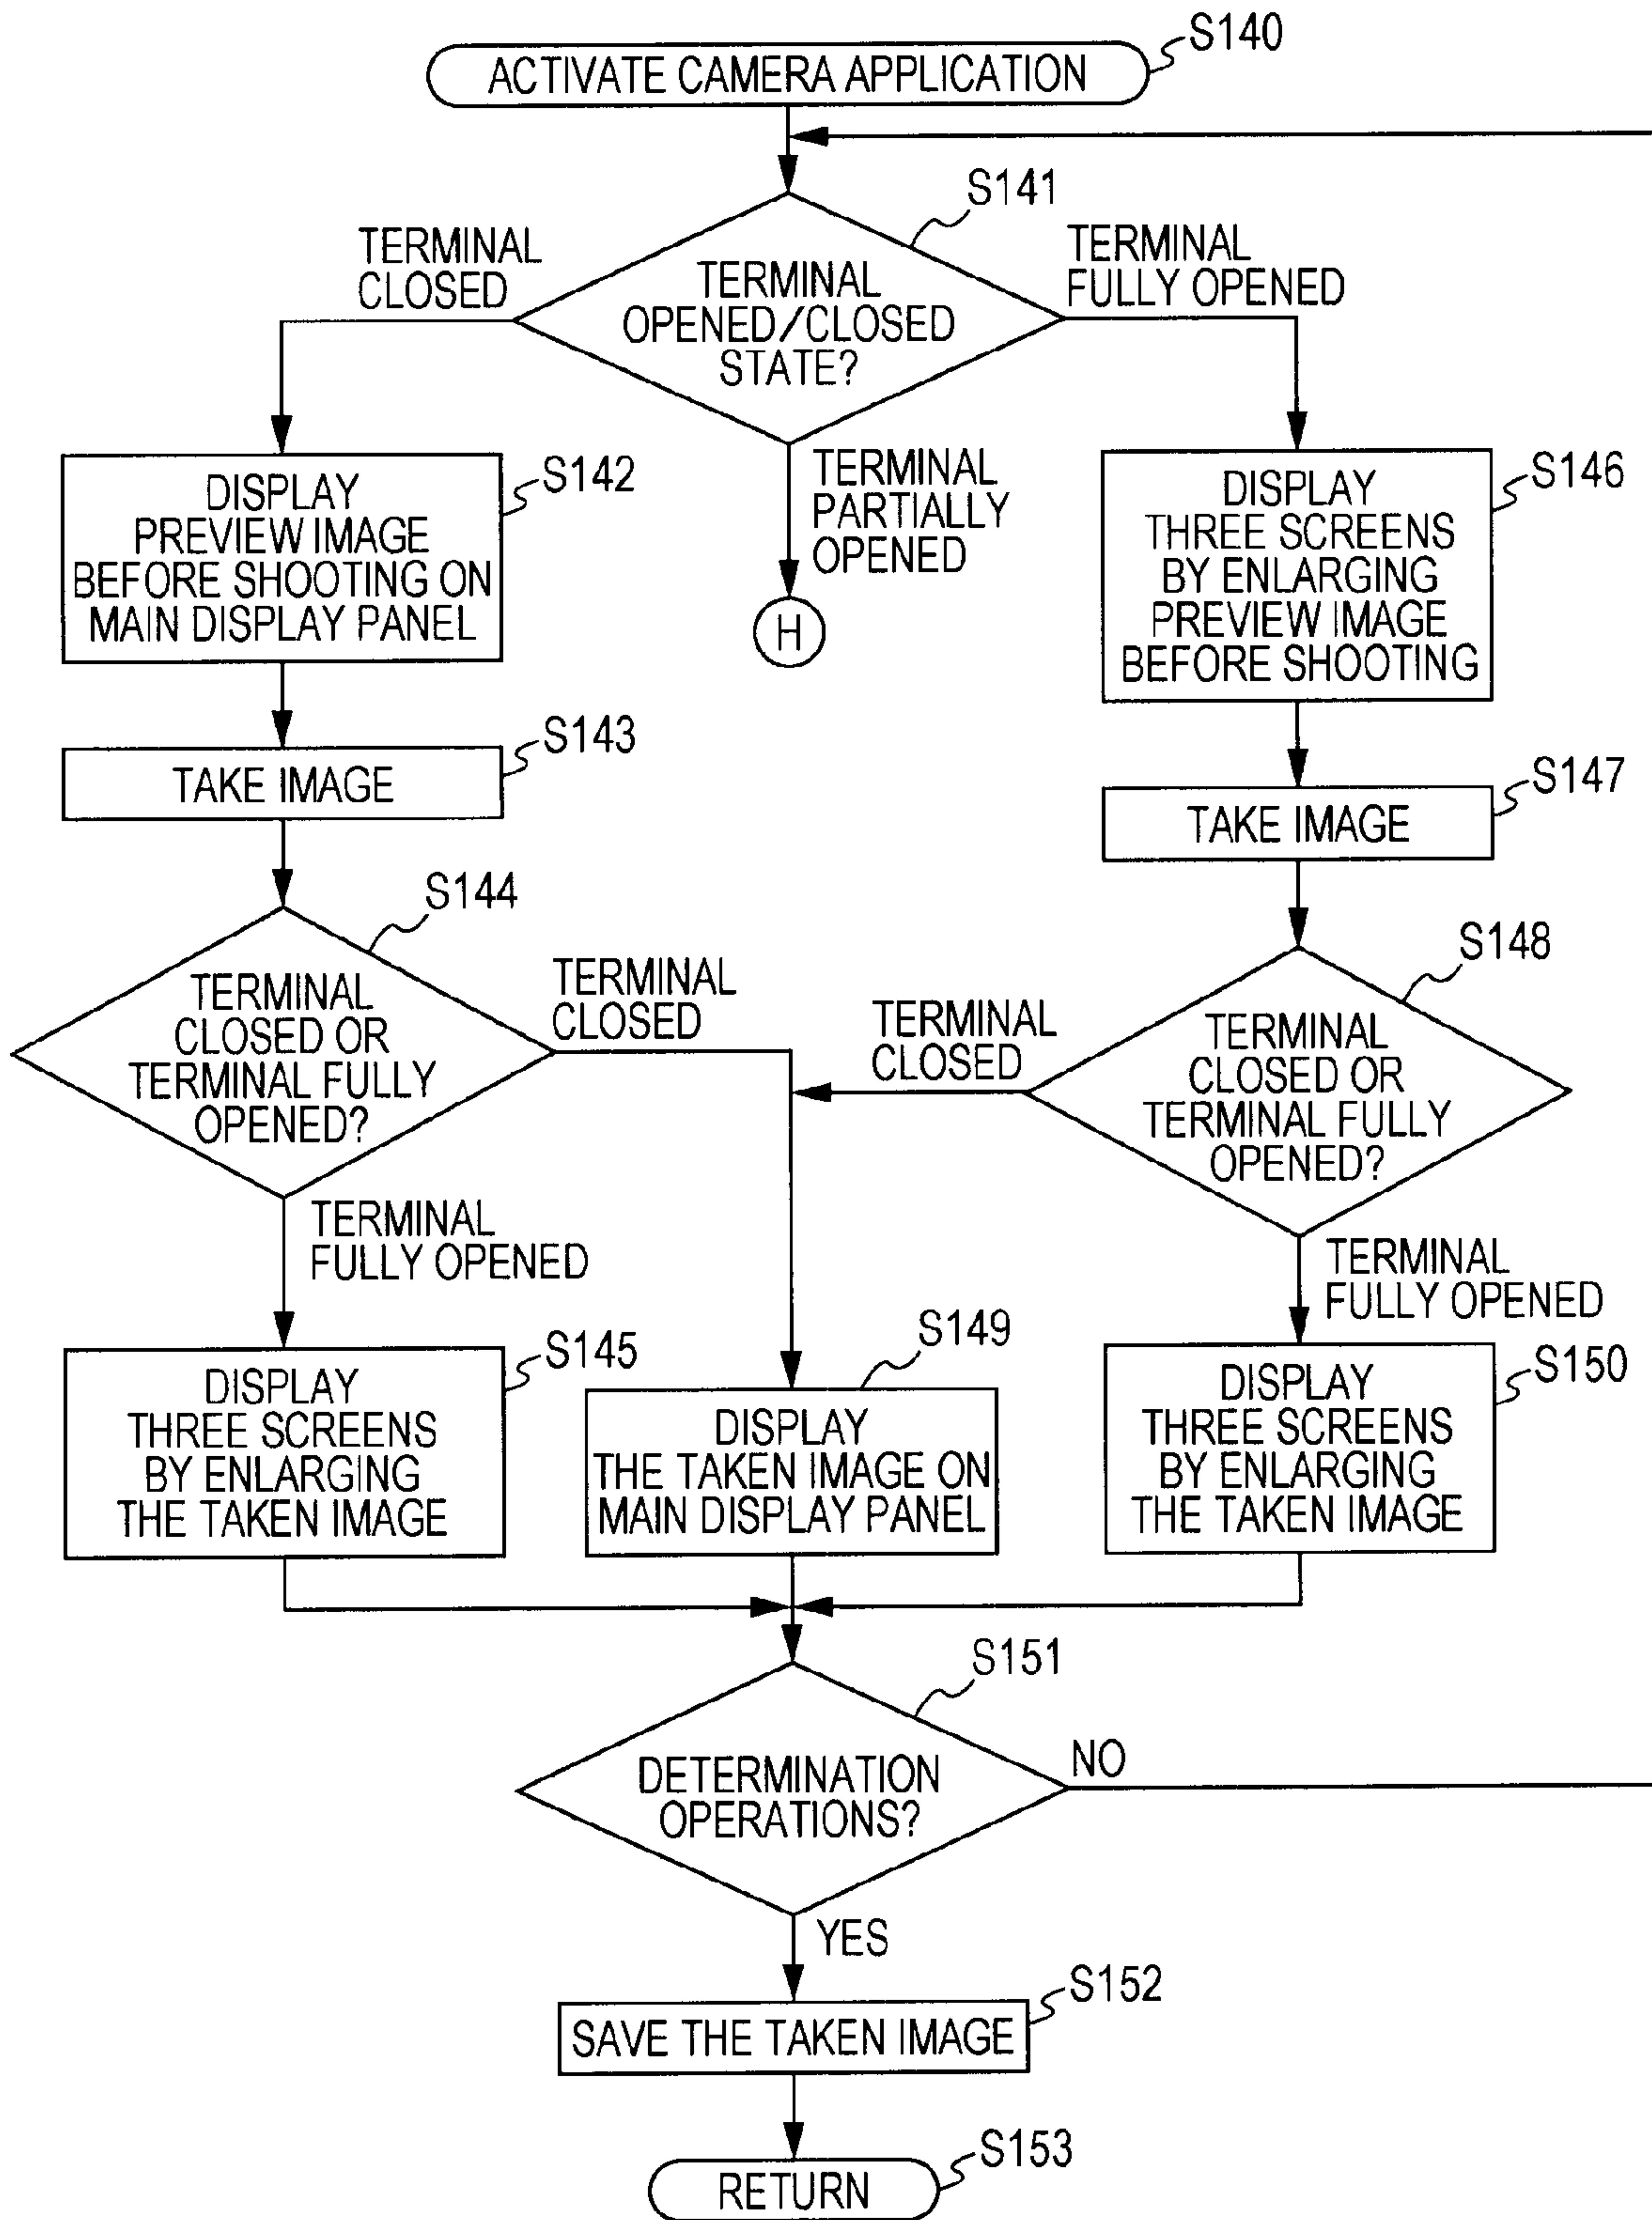 S140
ACTIVATE CAMERA APPLICATION
S141
TERMINAL
CLOSED
TERMINAL
OPENED/CLOSED
STATE?
TERMINAL
FULLY OPENED
TERMINAL
PARTIALLY
OPENED
H
S142
DISPLAY
PREVIEW IMAGE
BEFORE SHOOTING ON
MAIN DISPLAY PANEL
S146
DISPLAY
THREE SCREENS
BY ENLARGING
PREVIEW IMAGE
BEFORE SHOOTING
S143
TAKE IMAGE
S147
TAKE IMAGE
S144
TERMINAL
CLOSED OR
TERMINAL FULLY
OPENED?
TERMINAL
CLOSED
TERMINAL
FULLY OPENED
S148
TERMINAL
CLOSED
TERMINAL
CLOSED OR
TERMINAL FULLY
OPENED?
TERMINAL
FULLY OPENED
S145
DISPLAY
THREE SCREENS
BY ENLARGING
THE TAKEN IMAGE
S149
DISPLAY
THE TAKEN IMAGE ON
MAIN DISPLAY PANEL
S150
DISPLAY
THREE SCREENS
BY ENLARGING
THE TAKEN IMAGE
S151
DETERMINATION
OPERATIONS?
NO
YES
S152
SAVE THE TAKEN IMAGE
S153
RETURN